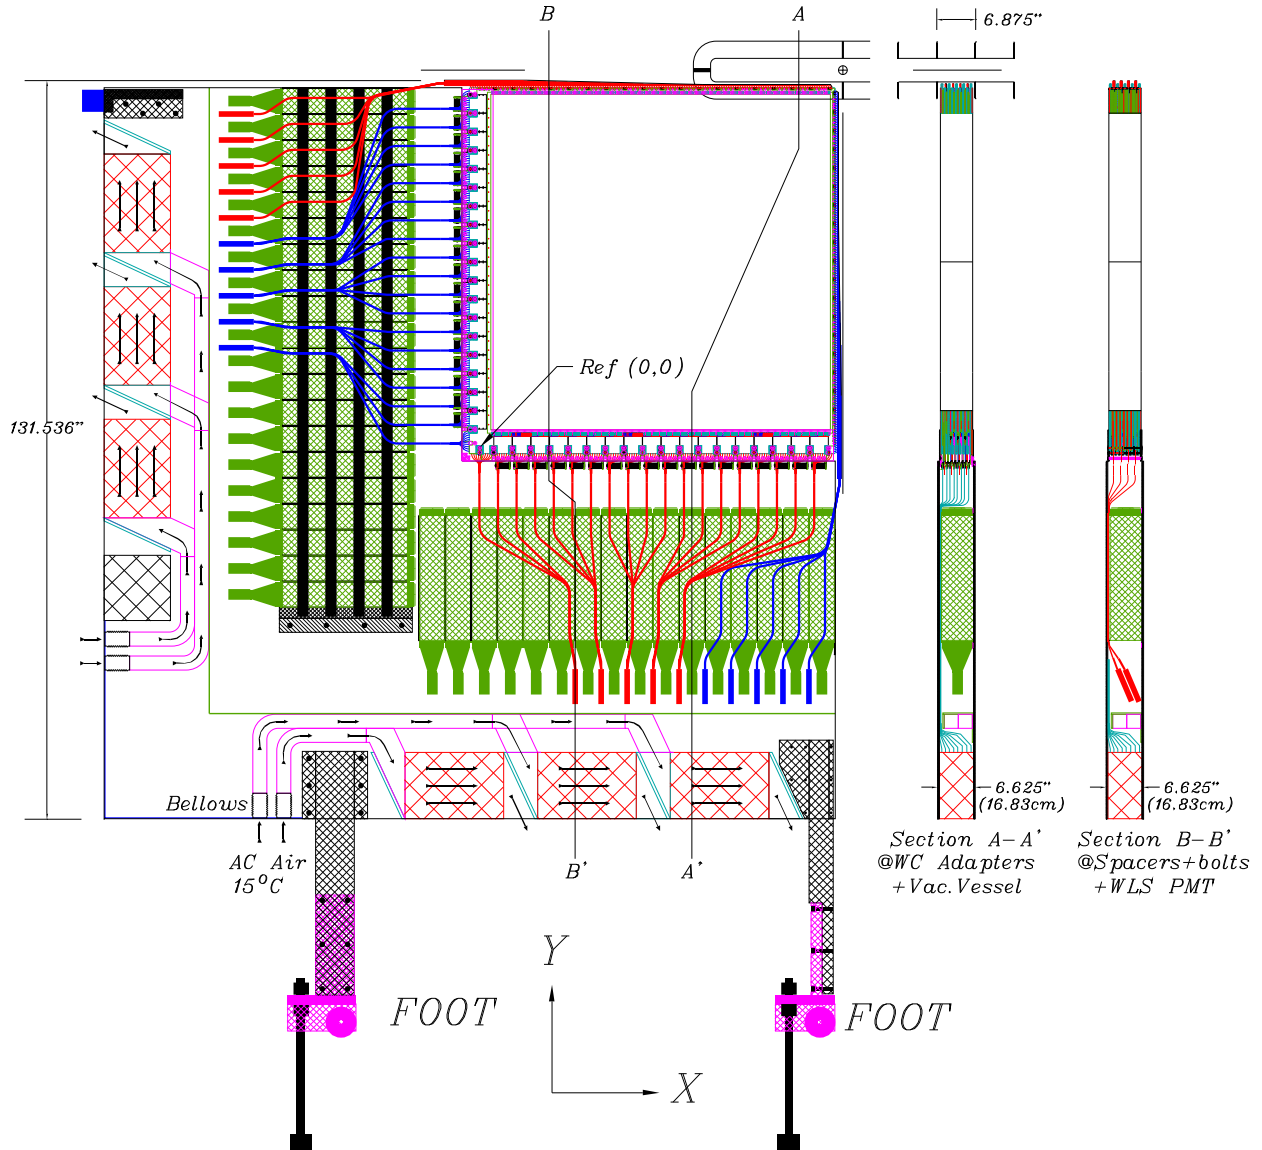 B
A
6.875"
Ref (0,0)
131.536"
Bellows
AC Air
15°C
B'
A'
6.625"
(16.83cm)
Section A-A'
@WC Adapters
+Vac.Vessel
6.625"
(16.83cm)
Section B-B'
@Spacers+bolts
+WLS PMT
Y
FOOT
FOOT
X